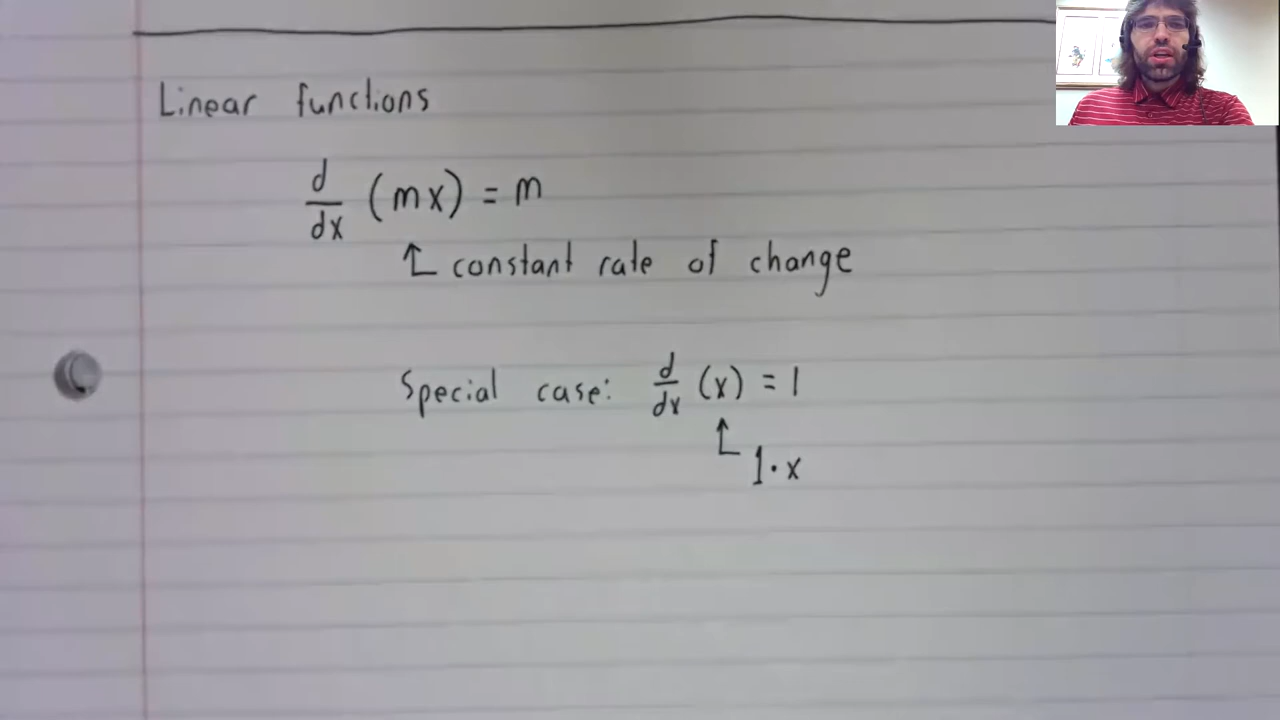 Linear functions
d/dx (mx) = m
↑ constant rate of change
Special case: d/dx (x) = 1
↑ 1·x